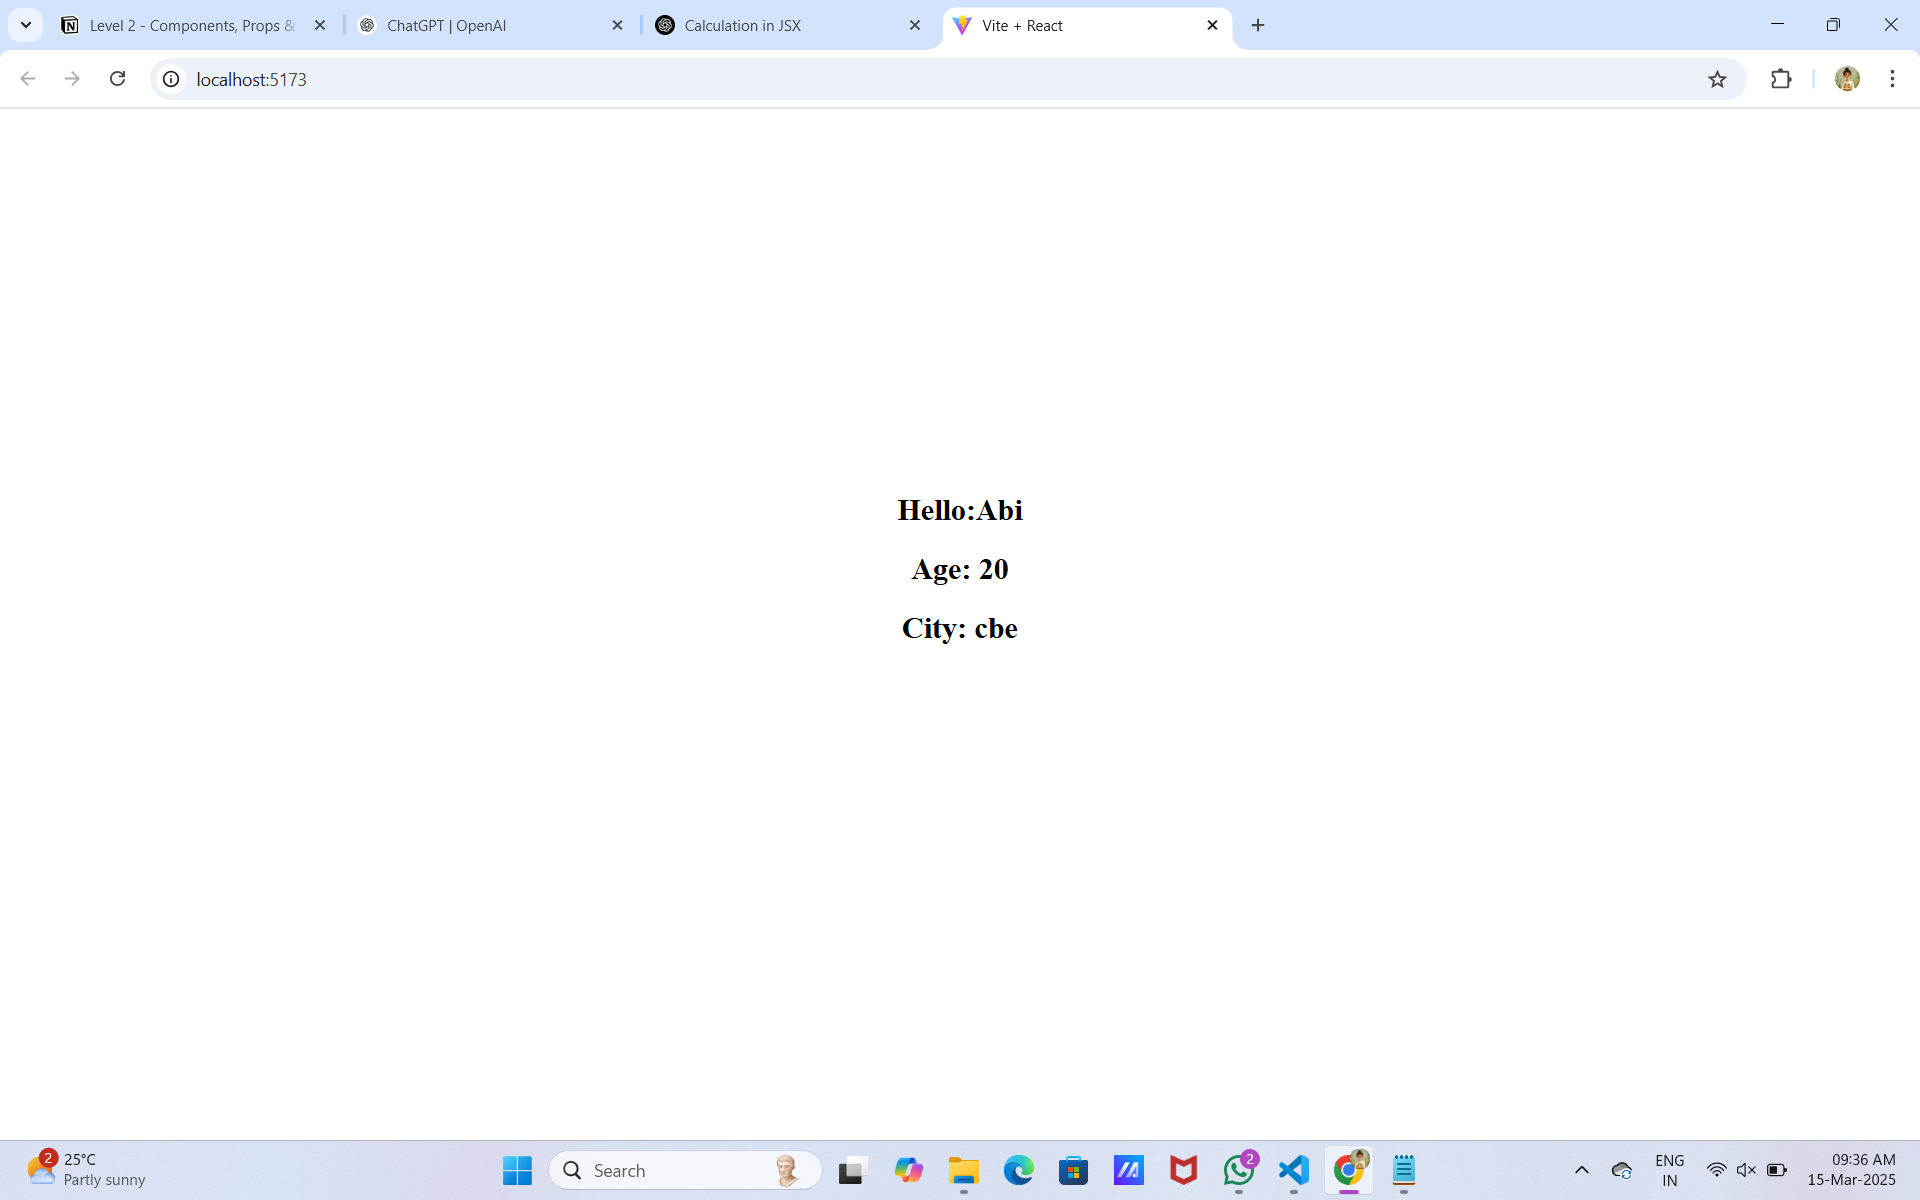 Level 2 - Components, Props &
ChatGPT | OpenAI
Calculation in JSX
Vite + React
localhost:5173
Hello:Abi
Age: 20
City: cbe
2
25°C
Partly sunny
Search
2
ENG
IN
09:36 AM
15-Mar-2025